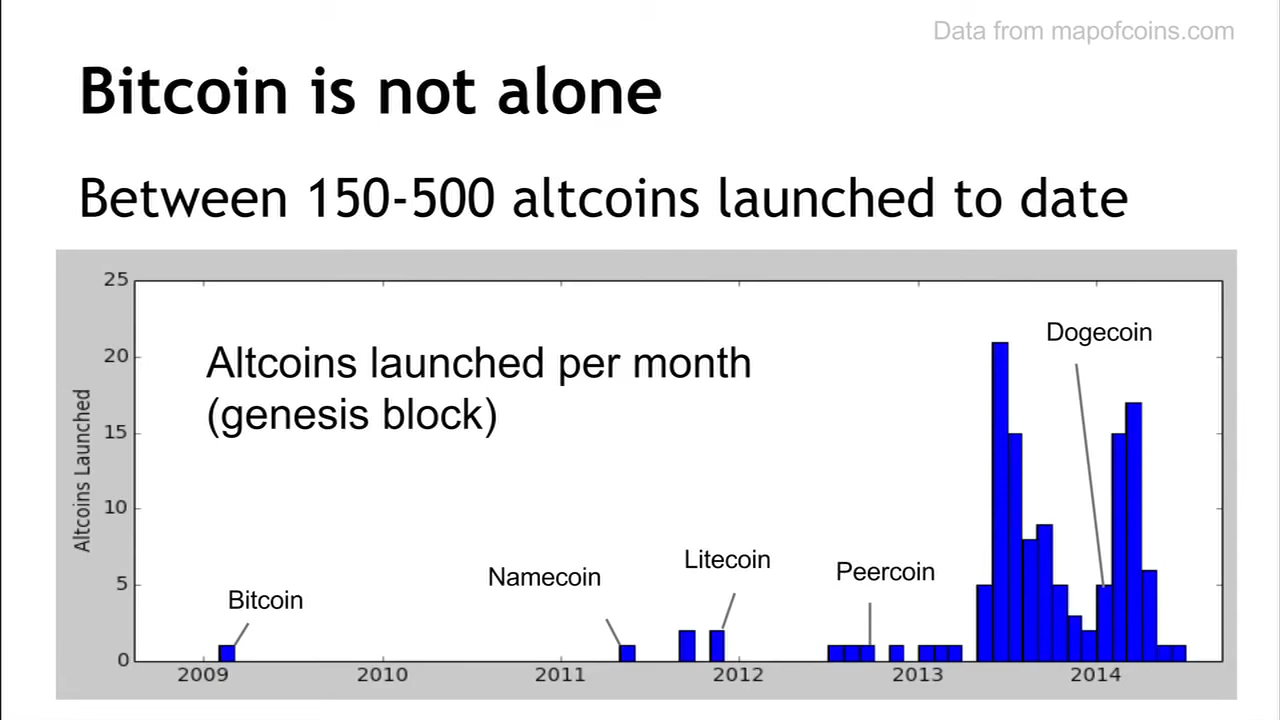 Data from mapofcoins.com
Bitcoin is not alone
Between 150-500 altcoins launched to date
Altcoins launched per month
(genesis block)
Altcoins Launched
25
20
15
10
5
0
Bitcoin
Namecoin
Litecoin
Peercoin
Dogecoin
2009
2010
2011
2012
2013
2014